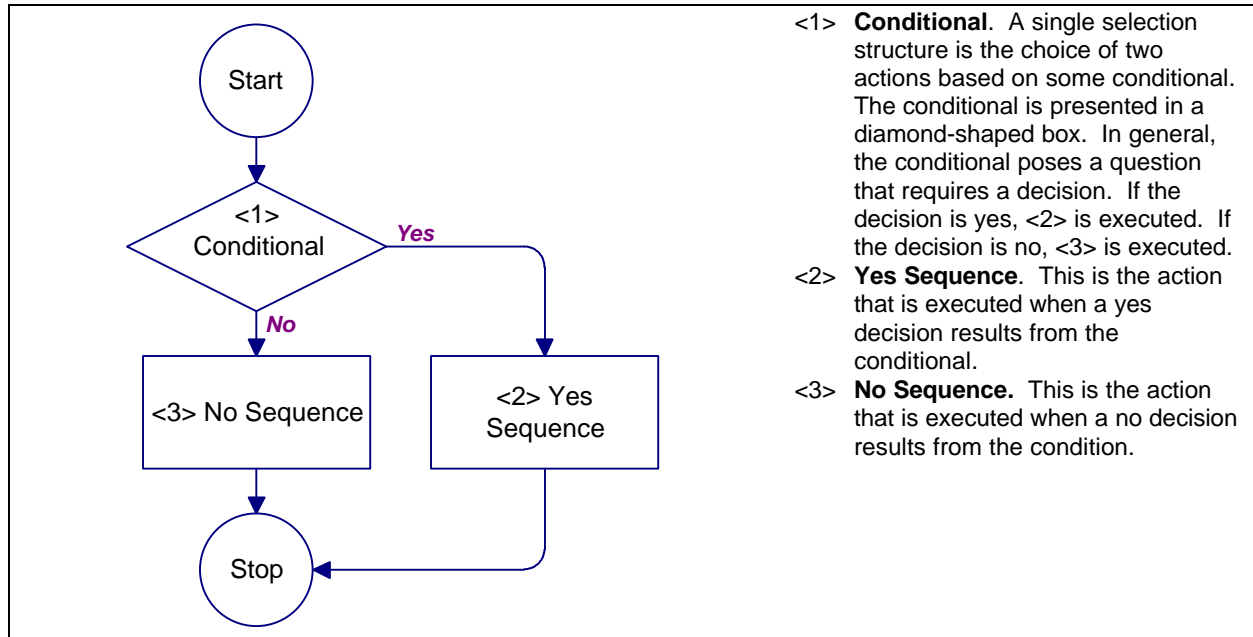 Start
<1>
Conditional
Yes
No
<3> No Sequence
<2> Yes
Sequence
Stop
<1> Conditional. A single selection
structure is the choice of two
actions based on some conditional.
The conditional is presented in a
diamond-shaped box. In general,
the conditional poses a question
that requires a decision. If the
decision is yes, <2> is executed. If
the decision is no, <3> is executed.
<2> Yes Sequence. This is the action
that is executed when a yes
decision results from the
conditional.
<3> No Sequence. This is the action
that is executed when a no decision
results from the condition.